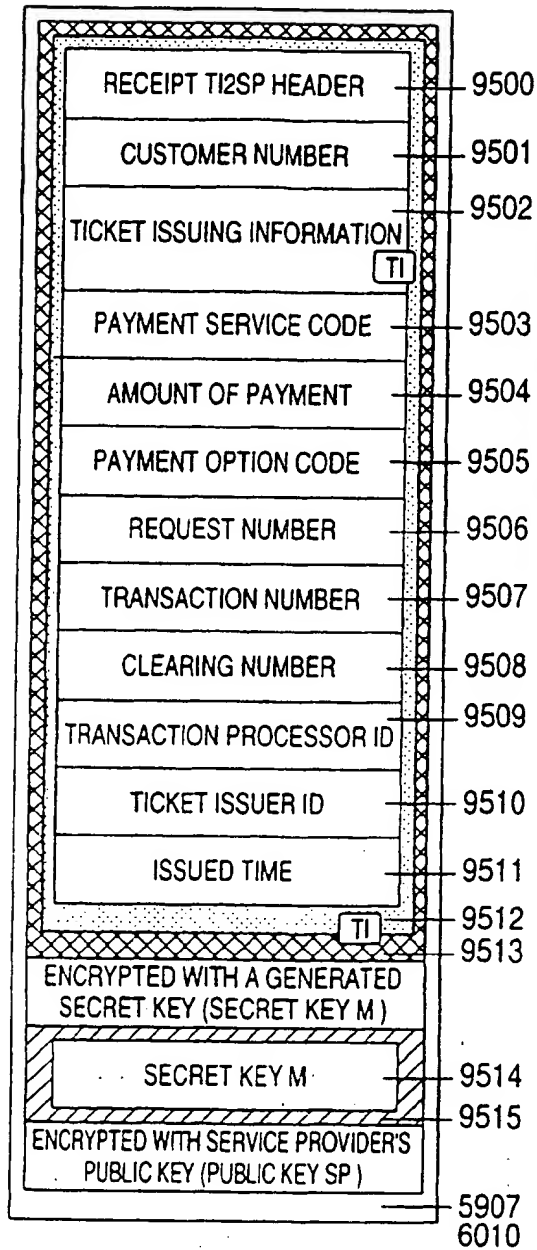 RECEIPT TI2SP HEADER 9500
CUSTOMER NUMBER 9501
9502
TICKET ISSUING INFORMATION
TI
PAYMENT SERVICE CODE 9503
AMOUNT OF PAYMENT 9504
PAYMENT OPTION CODE 9505
REQUEST NUMBER 9506
TRANSACTION NUMBER 9507
CLEARING NUMBER 9508
9509
TRANSACTION PROCESSOR ID
TICKET ISSUER ID 9510
ISSUED TIME 9511
9512
TI
9513
ENCRYPTED WITH A GENERATED
SECRET KEY (SECRET KEY M)
SECRET KEY M 9514
9515
ENCRYPTED WITH SERVICE PROVIDER'S
PUBLIC KEY (PUBLIC KEY SP)
5907
6010